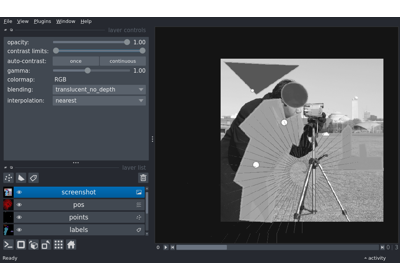 File View Plugins Window Help
layer controls
opacity: 1.00
contrast limits:
auto-contrast: once continuous
gamma: 1.00
colormap: RGB
blending: translucent_no_depth
interpolation: nearest
layer list
screenshot
pos
points
labels
Ready
activity